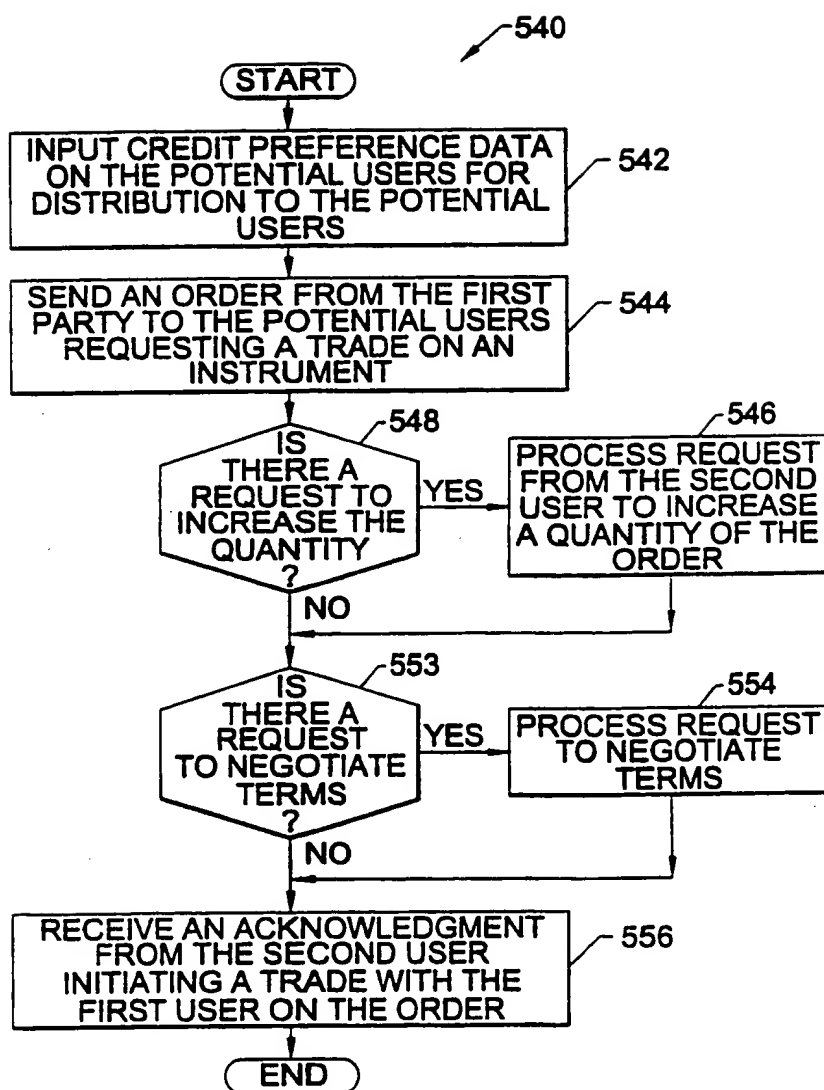 540
START
INPUT CREDIT PREFERENCE DATA
ON THE POTENTIAL USERS FOR
DISTRIBUTION TO THE POTENTIAL
USERS
542
SEND AN ORDER FROM THE FIRST
PARTY TO THE POTENTIAL USERS
REQUESTING A TRADE ON AN
INSTRUMENT
544
IS
THERE A
REQUEST TO
INCREASE THE
QUANTITY
?
548
YES
NO
546
PROCESS REQUEST
FROM THE SECOND
USER TO INCREASE
A QUANTITY OF THE
ORDER
IS
THERE A
REQUEST
TO NEGOTIATE
TERMS
?
553
YES
NO
554
PROCESS REQUEST
TO NEGOTIATE
TERMS
RECEIVE AN ACKNOWLEDGMENT
FROM THE SECOND USER
INITIATING A TRADE WITH THE
FIRST USER ON THE ORDER
556
END